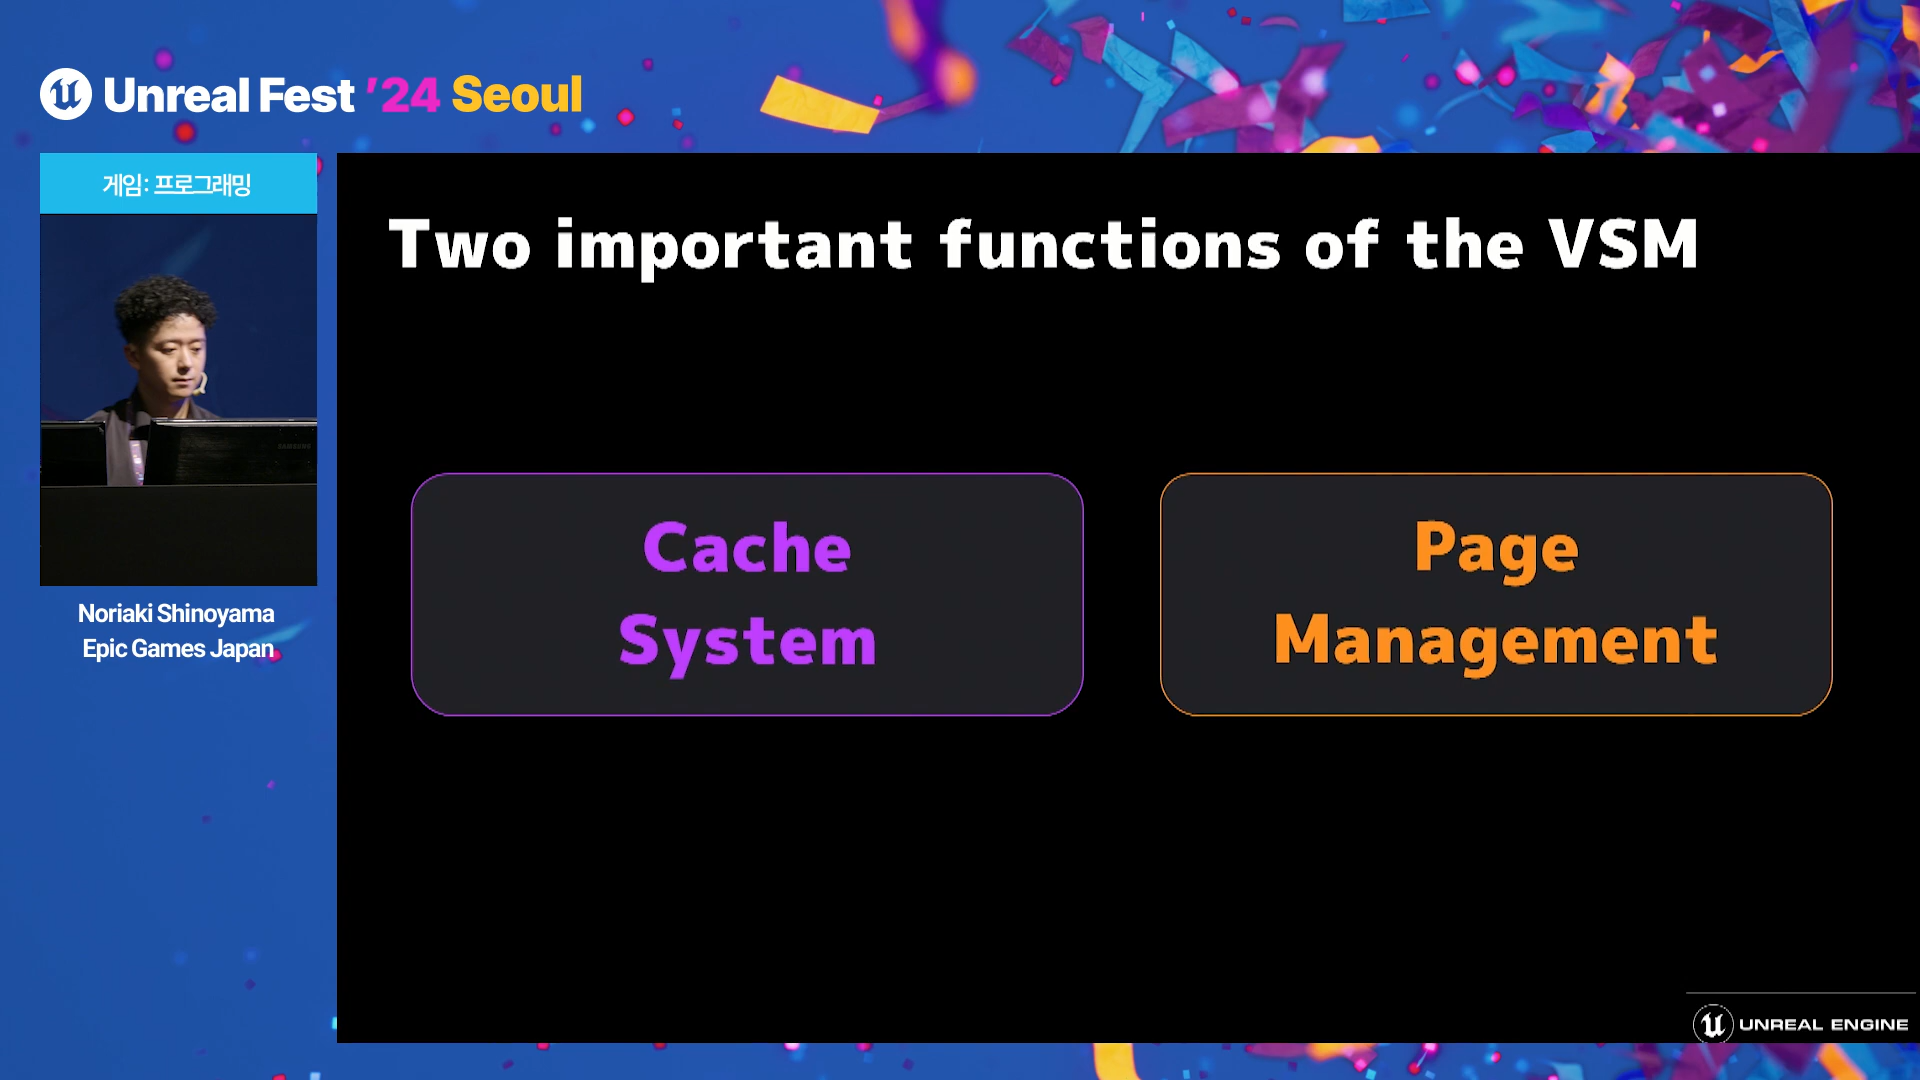 Unreal Fest '24 Seoul
게임: 프로그래밍
SAMSUNG
Noriaki Shinoyama
Epic Games Japan
Two important functions of the VSM
Cache
System
Page
Management
UNREAL ENGINE